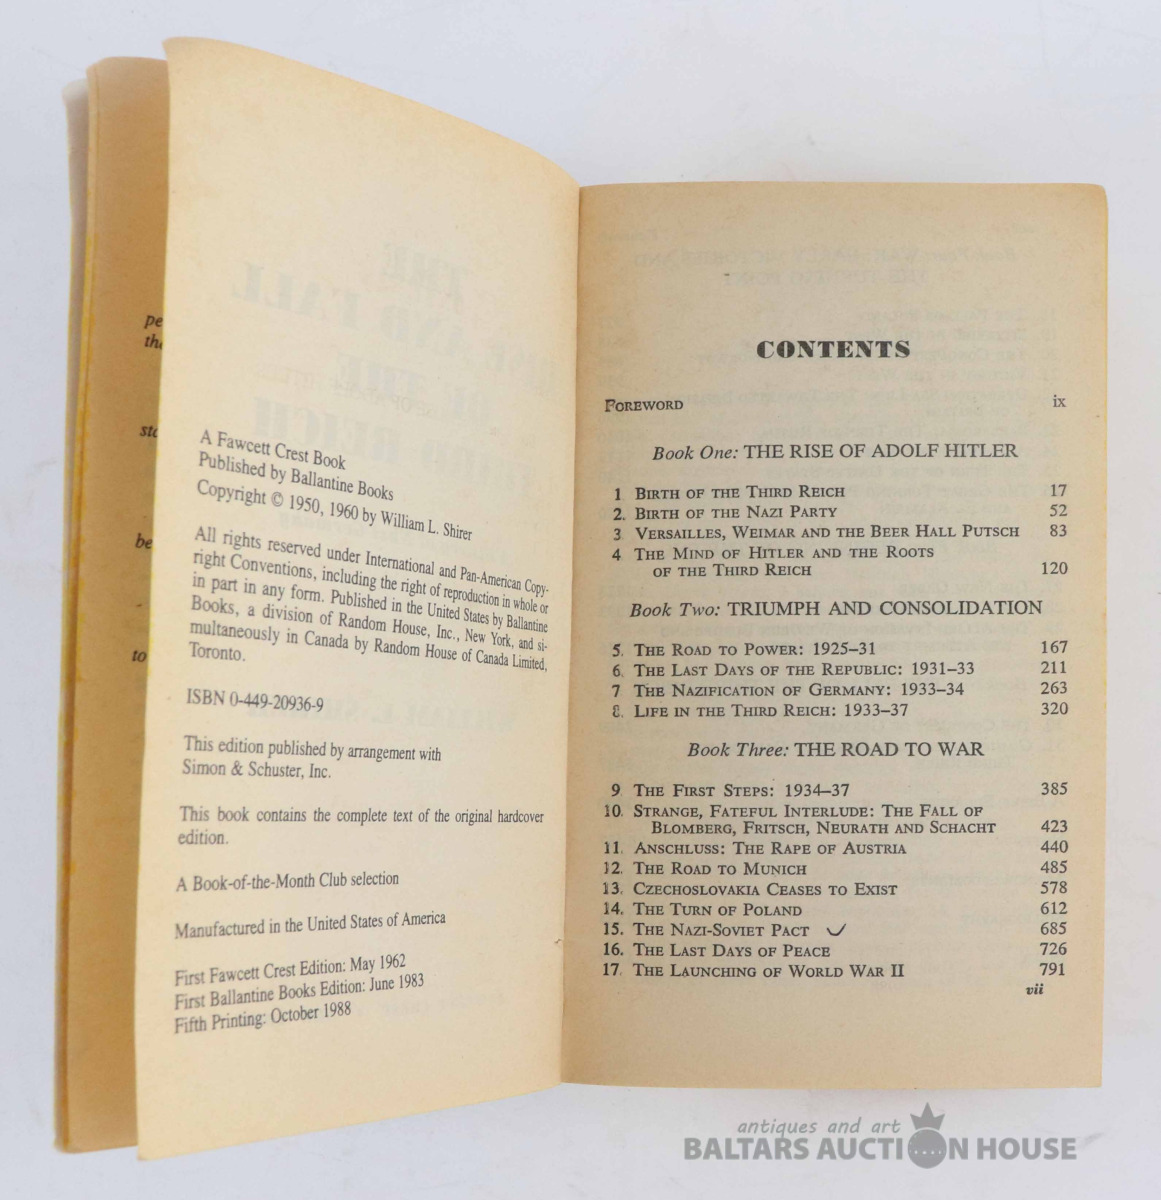 pe
the
sto
be
to
A Fawcett Crest Book
Published by Ballantine Books
Copyright © 1950, 1960 by William L. Shirer
All rights reserved under International and Pan-American Copy-
right Conventions, including the right of reproduction in whole or
in part in any form. Published in the United States by Ballantine
Books, a division of Random House, Inc., New York, and si-
multaneously in Canada by Random House of Canada Limited,
Toronto.
ISBN 0-449-20936-9
This edition published by arrangement with
Simon & Schuster, Inc.
This book contains the complete text of the original hardcover
edition.
A Book-of-the-Month Club selection
Manufactured in the United States of America
First Fawcett Crest Edition: May 1962
First Ballantine Books Edition: June 1983
Fifth Printing: October 1988
CONTENTS
FOREWORD ix
Book One: THE RISE OF ADOLF HITLER
1 BIRTH OF THE THIRD REICH 17
2. BIRTH OF THE NAZI PARTY 52
3 VERSAILLES, WEIMAR AND THE BEER HALL PUTSCH 83
4 THE MIND OF HITLER AND THE ROOTS
OF THE THIRD REICH 120
Book Two: TRIUMPH AND CONSOLIDATION
5. THE ROAD TO POWER: 1925–31 167
6. THE LAST DAYS OF THE REPUBLIC: 1931–33 211
7 THE NAZIFICATION OF GERMANY: 1933–34 263
8. LIFE IN THE THIRD REICH: 1933–37 320
Book Three: THE ROAD TO WAR
9 THE FIRST STEPS: 1934–37 385
10. STRANGE, FATEFUL INTERLUDE: THE FALL OF
BLOMBERG, FRITSCH, NEURATH AND SCHACHT 423
11. ANSCHLUSS: THE RAPE OF AUSTRIA 440
12. THE ROAD TO MUNICH 485
13. CZECHOSLOVAKIA CEASES TO EXIST 578
14. THE TURN OF POLAND 612
15. THE NAZI-SOVIET PACT 685
16. THE LAST DAYS OF PEACE 726
17. THE LAUNCHING OF WORLD WAR II 791
vii
antiques and art
BALTARS AUCTION HOUSE